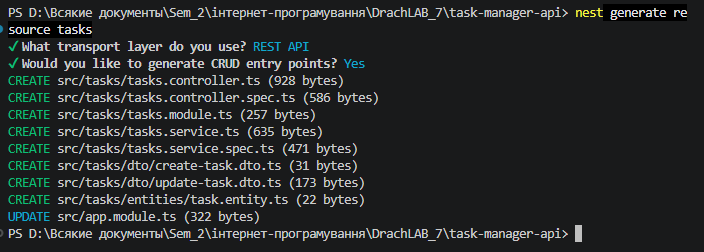 PS D:\Всякие документы\Sem_2\інтернет-програмування\DrachLAB_7\task-manager-api> nest generate re
source tasks
✔ What transport layer do you use? REST API
✔ Would you like to generate CRUD entry points? Yes
CREATE src/tasks/tasks.controller.ts (928 bytes)
CREATE src/tasks/tasks.controller.spec.ts (586 bytes)
CREATE src/tasks/tasks.module.ts (257 bytes)
CREATE src/tasks/tasks.service.ts (635 bytes)
CREATE src/tasks/tasks.service.spec.ts (471 bytes)
CREATE src/tasks/dto/create-task.dto.ts (31 bytes)
CREATE src/tasks/dto/update-task.dto.ts (173 bytes)
CREATE src/tasks/entities/task.entity.ts (22 bytes)
UPDATE src/app.module.ts (322 bytes)
PS D:\Всякие документы\Sem_2\інтернет-програмування\DrachLAB_7\task-manager-api>